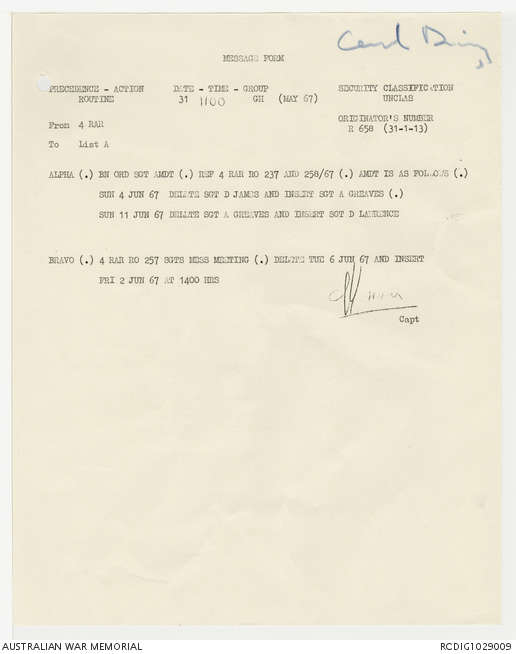 MESSAGE FORM
PRECEDENCE - ACTION DATE - TIME - GROUP SECURITY CLASSIFICATION
ROUTINE 31 1100 GH (MAY 67) UNCLAS
ORIGINATOR'S NUMBER
From 4 RAR R 658 (31-1-13)
To List A
ALPHA (.) BN ORD SGT AMDT (.) REF 4 RAR RO 237 AND 258/67 (.) AMDT IS AS FOLLOWS (.)
SUN 4 JUN 67 DELETE SGT D JAMES AND INSERT SGT A GREAVES (.)
SUN 11 JUN 67 DELETE SGT A GREAVES AND INSERT SGT D LAWRENCE
BRAVO (.) 4 RAR RO 257 SGTS MESS MEETING (.) DELETE TUE 6 JUN 67 AND INSERT
FRI 2 JUN 67 AT 1400 HRS
Capt
AUSTRALIAN WAR MEMORIAL RCDIG1029009